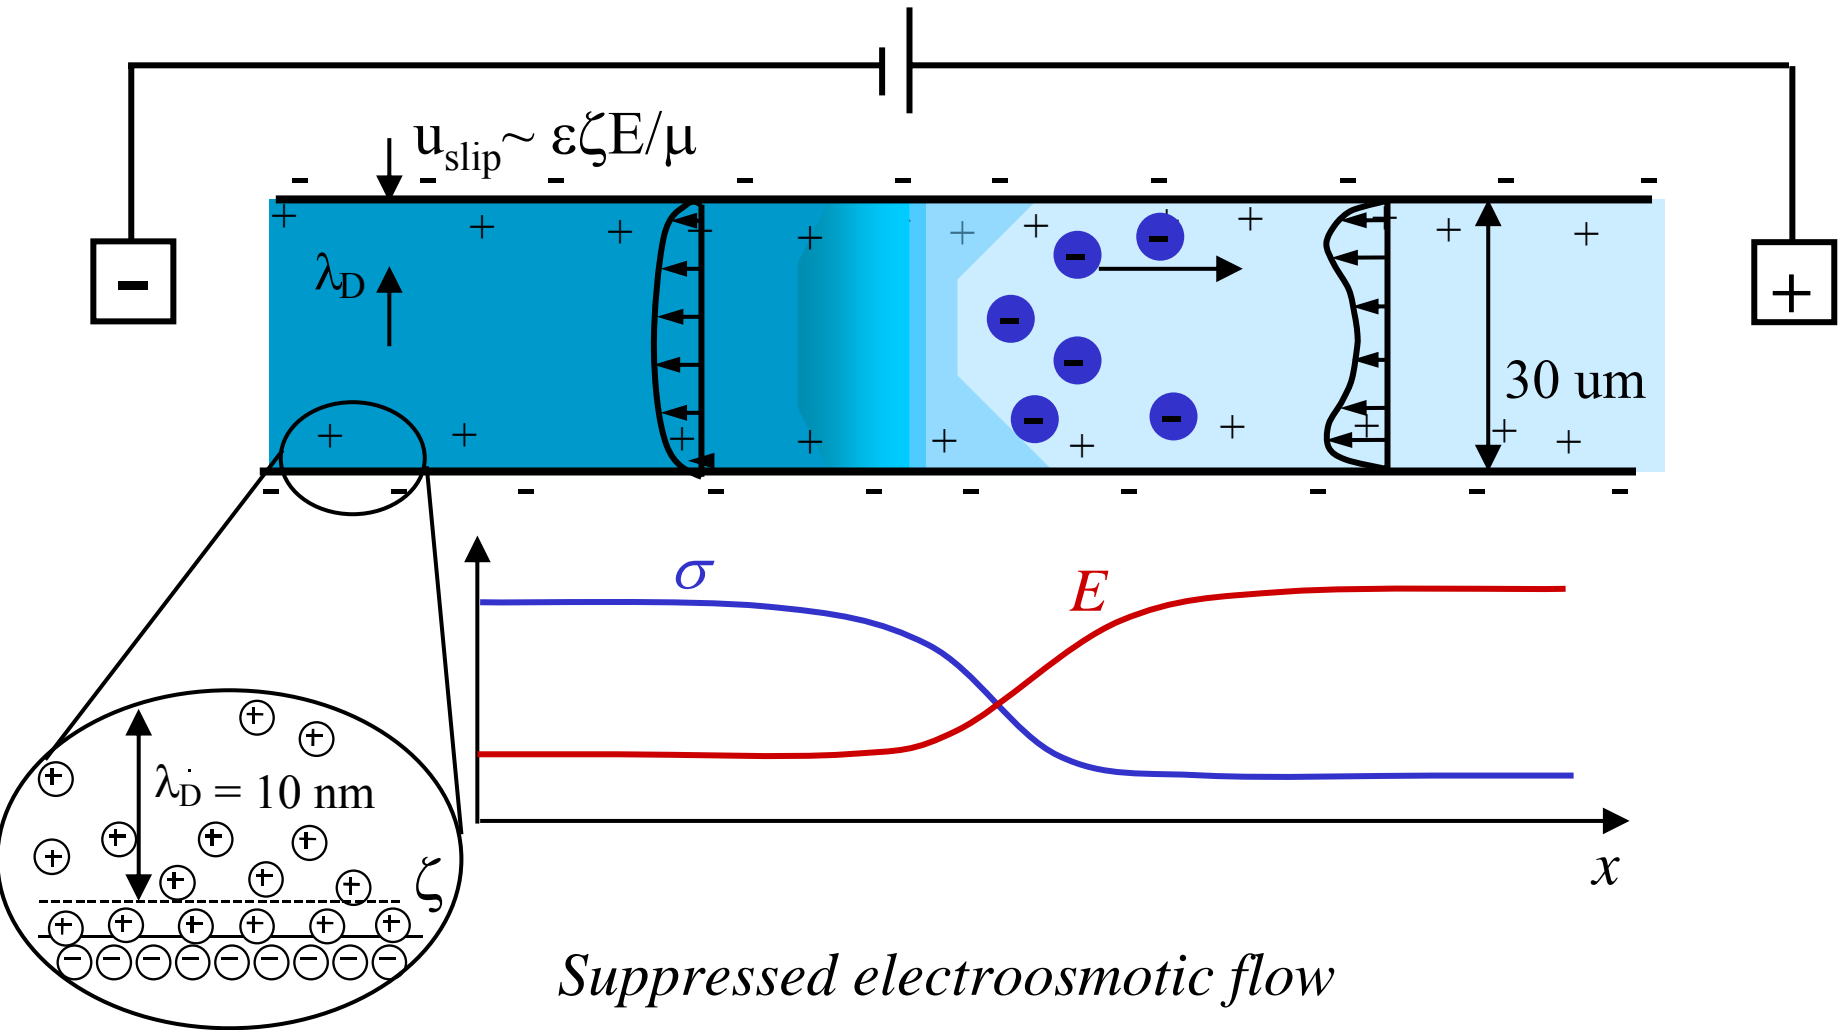 u_slip ~ εζE/μ
-
λ_D
+
30 um
σ
E
λ_D = 10 nm
ζ
x
Suppressed electroosmotic flow